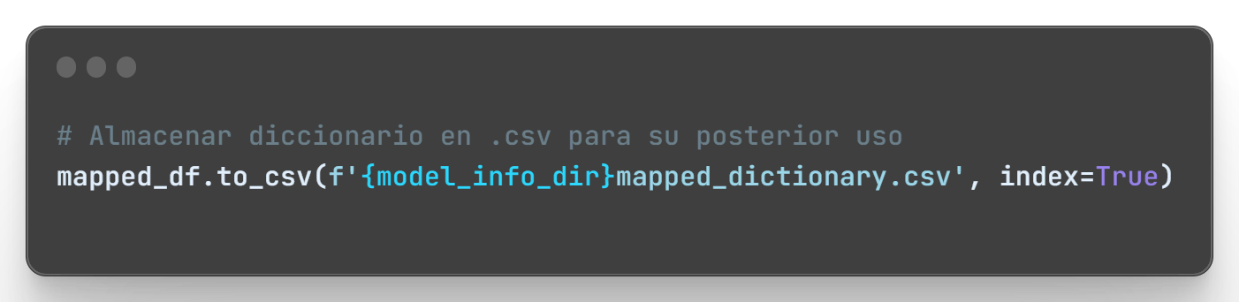 # Almacenar diccionario en .csv para su posterior uso
mapped_df.to_csv(f'{model_info_dir}mapped_dictionary.csv', index=True)